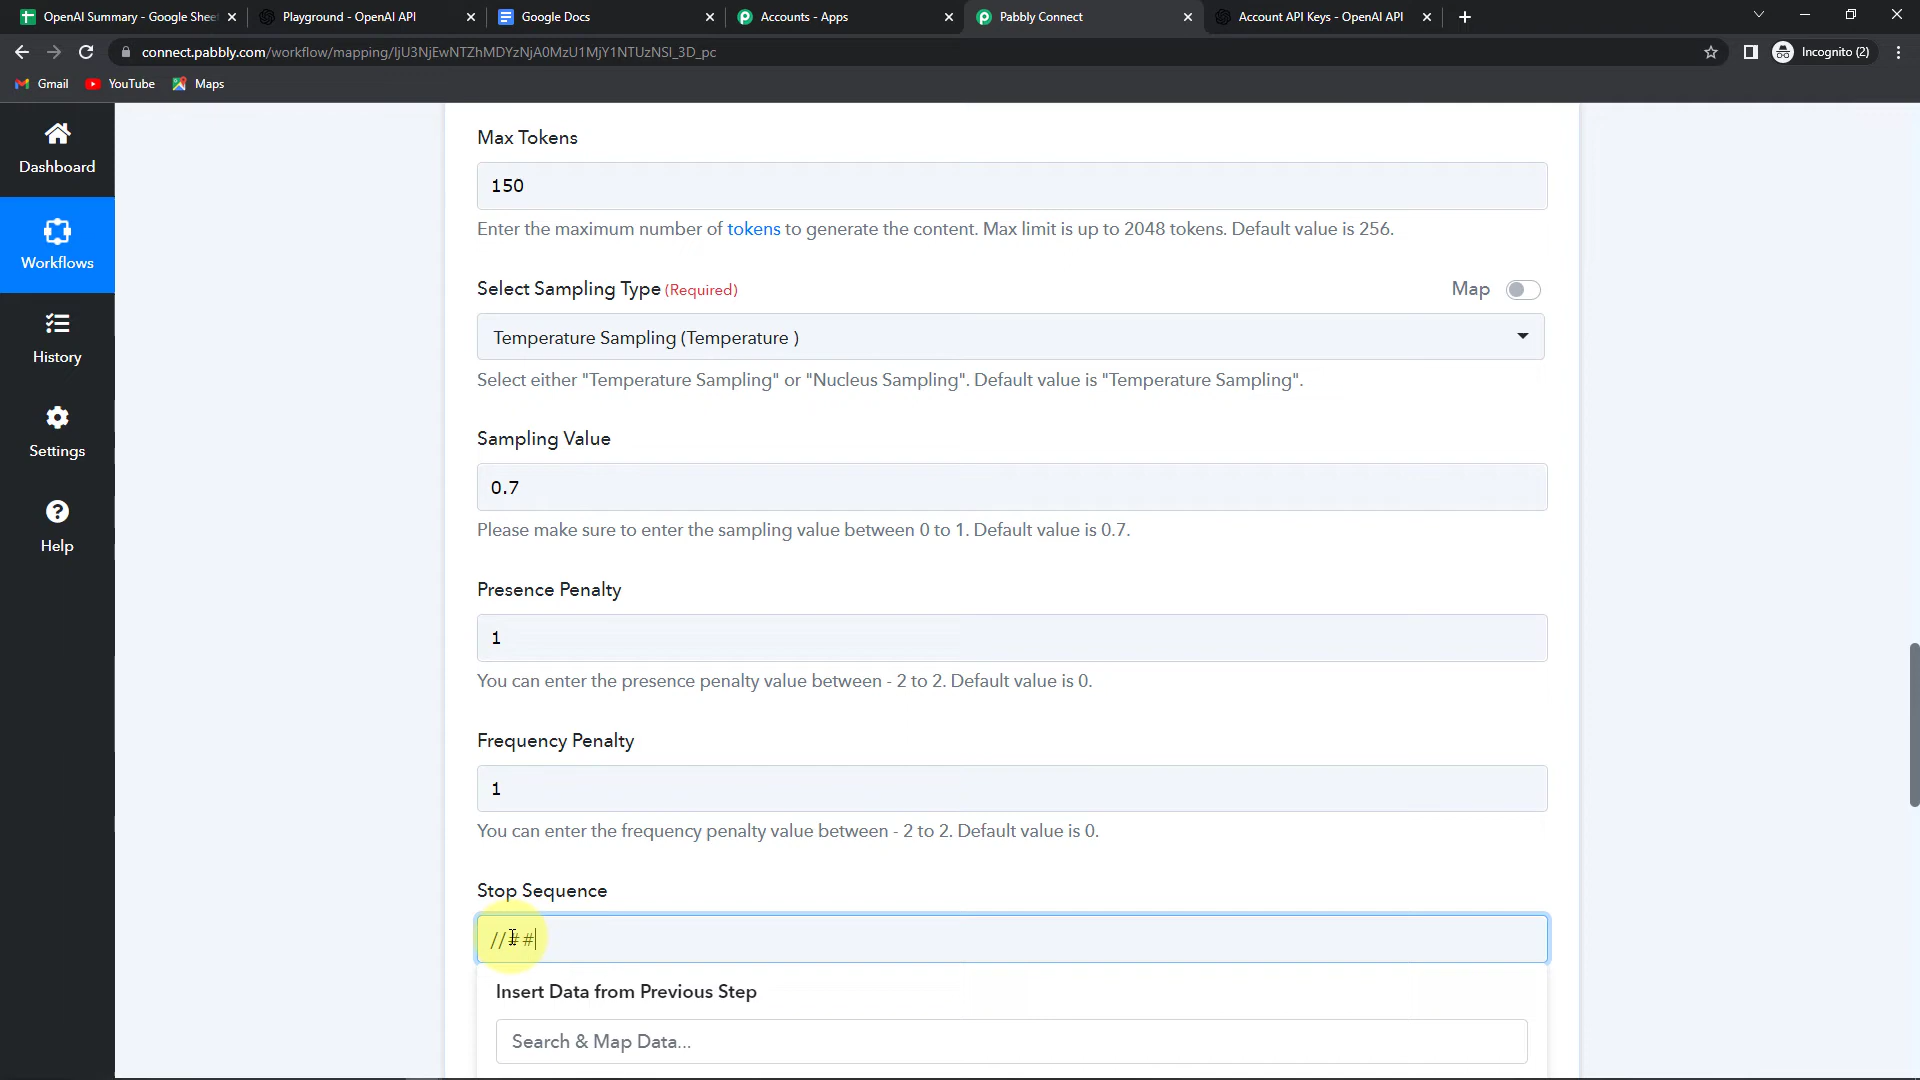 OpenAI Summary - Google Shee
Playground - OpenAI API
Google Docs
Accounts - Apps
Pabbly Connect
Account API Keys - OpenAI API
connect.pabbly.com/workflow/mapping/IjU3NjEwNTZhMDYzNjA0MzU1MjY1NTUzNSI_3D_pc
Incognito (2)
Gmail
YouTube
Maps
Dashboard
Workflows
History
Settings
Help
Max Tokens
150
Enter the maximum number of tokens to generate the content. Max limit is up to 2048 tokens. Default value is 256.
Select Sampling Type (Required)
Map
Temperature Sampling (Temperature )
Select either "Temperature Sampling" or "Nucleus Sampling". Default value is "Temperature Sampling".
Sampling Value
0.7
Please make sure to enter the sampling value between 0 to 1. Default value is 0.7.
Presence Penalty
1
You can enter the presence penalty value between - 2 to 2. Default value is 0.
Frequency Penalty
1
You can enter the frequency penalty value between - 2 to 2. Default value is 0.
Stop Sequence
//##
Insert Data from Previous Step
Search & Map Data...